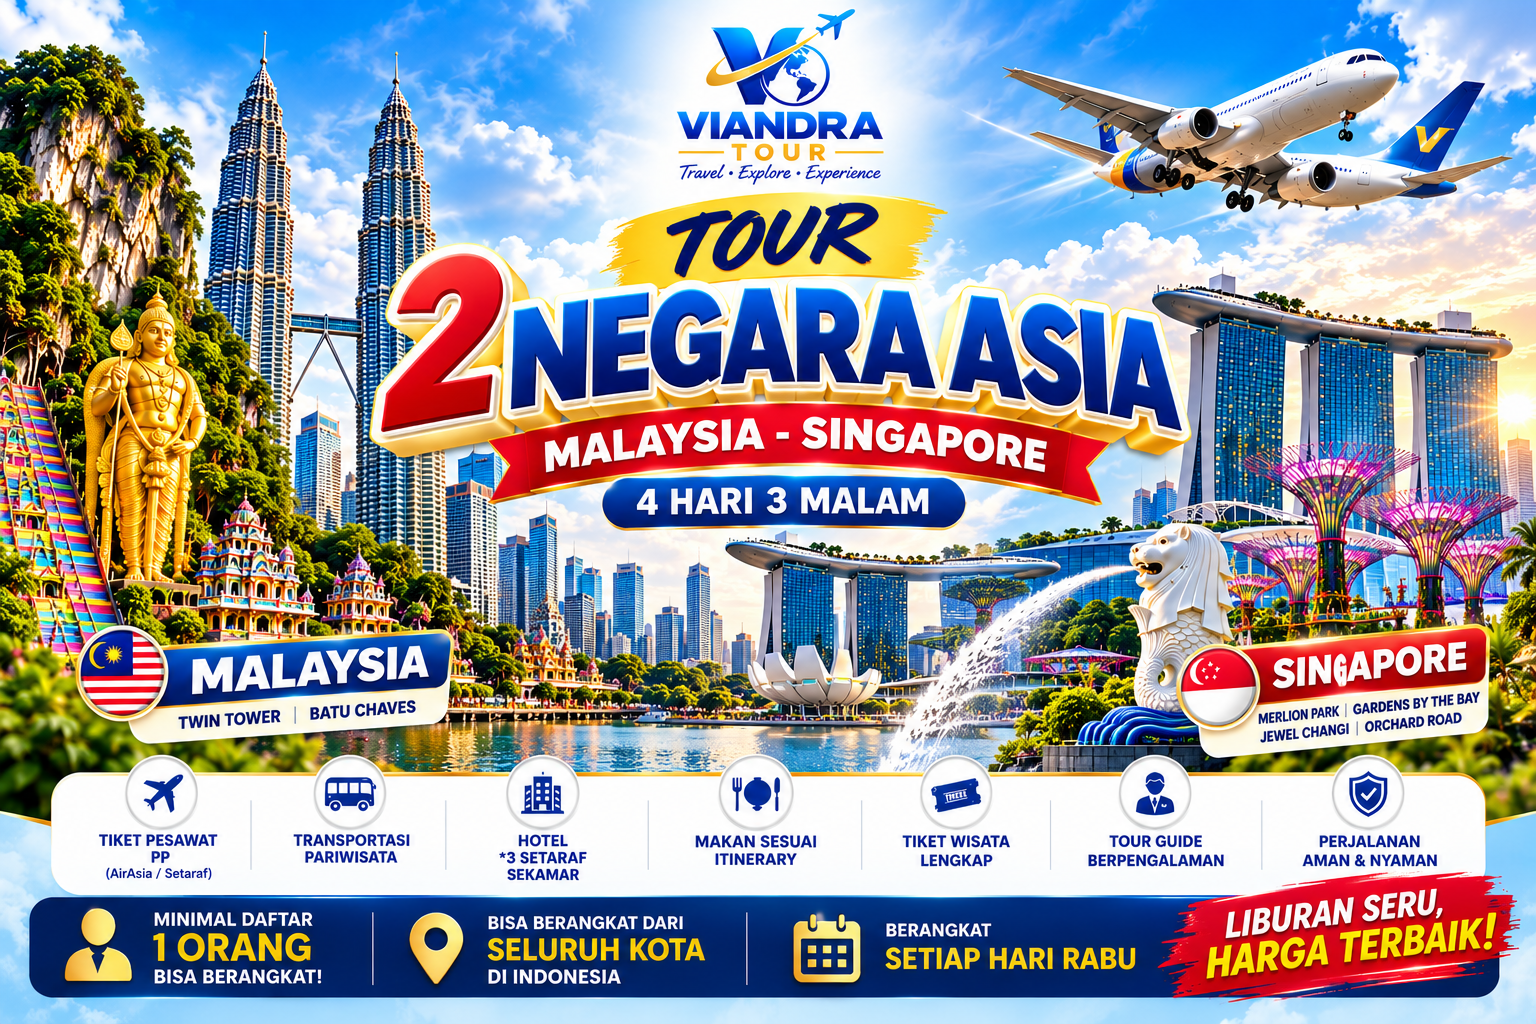 VIANDRA
TOUR
Travel • Explore • Experience
TOUR
2 NEGARA ASIA
MALAYSIA - SINGAPORE
4 HARI 3 MALAM
V
MALAYSIA
TWIN TOWER | BATU CHAVES
SINGAPORE
MERLION PARK | GARDENS BY THE BAY
JEWEL CHANGI | ORCHARD ROAD
TIKET PESAWAT
PP
(AirAsia / Setaraf)
TRANSPORTASI
PARIWISATA
HOTEL
*3 SETARAF
SEKAMAR
MAKAN SESUAI
ITINERARY
TIKET WISATA
LENGKAP
TOUR GUIDE
BERPENGALAMAN
PERJALANAN
AMAN & NYAMAN
MINIMAL DAFTAR
1 ORANG
BISA BERANGKAT!
BISA BERANGKAT DARI
SELURUH KOTA
DI INDONESIA
BERANGKAT
SETIAP HARI RABU
LIBURAN SERU,
HARGA TERBAIK!